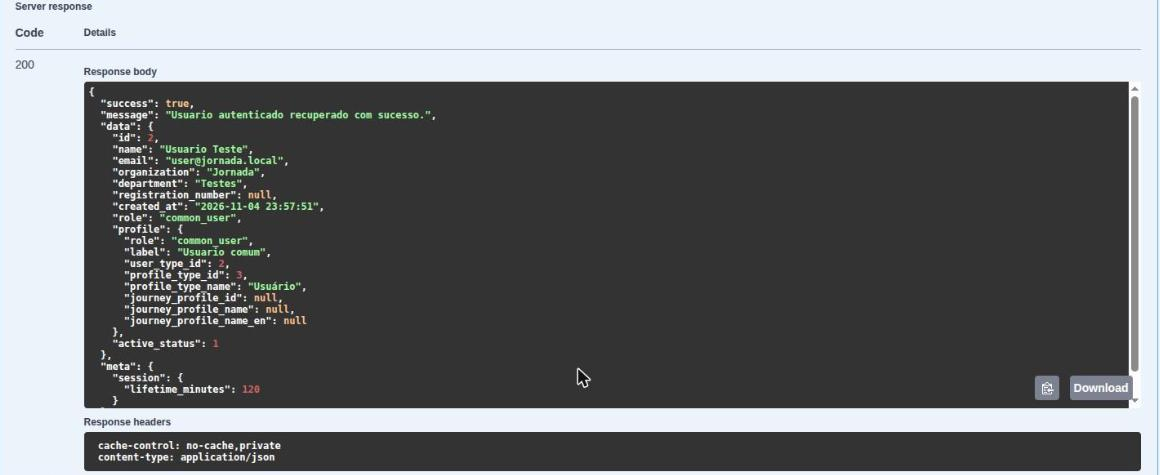 Server response
Code Details
200
Response body
{
  "success": true,
  "message": "Usuario autenticado recuperado com sucesso.",
  "data": {
    "id": 2,
    "name": "Usuario Teste",
    "email": "user@jornada.local",
    "organization": "Jornada",
    "department": "Testes",
    "registration_number": null,
    "created_at": "2026-11-04 23:57:51",
    "role": "common_user",
    "profile": {
      "role": "common_user",
      "label": "Usuario comum",
      "user_type_id": 2,
      "profile_type_id": 3,
      "profile_type_name": "Usuário",
      "journey_profile_id": null,
      "journey_profile_name": null,
      "journey_profile_name_en": null
    },
    "active_status": 1
  },
  "meta": {
    "session": {
      "lifetime_minutes": 120
    }
Download
Response headers
cache-control: no-cache,private
content-type: application/json